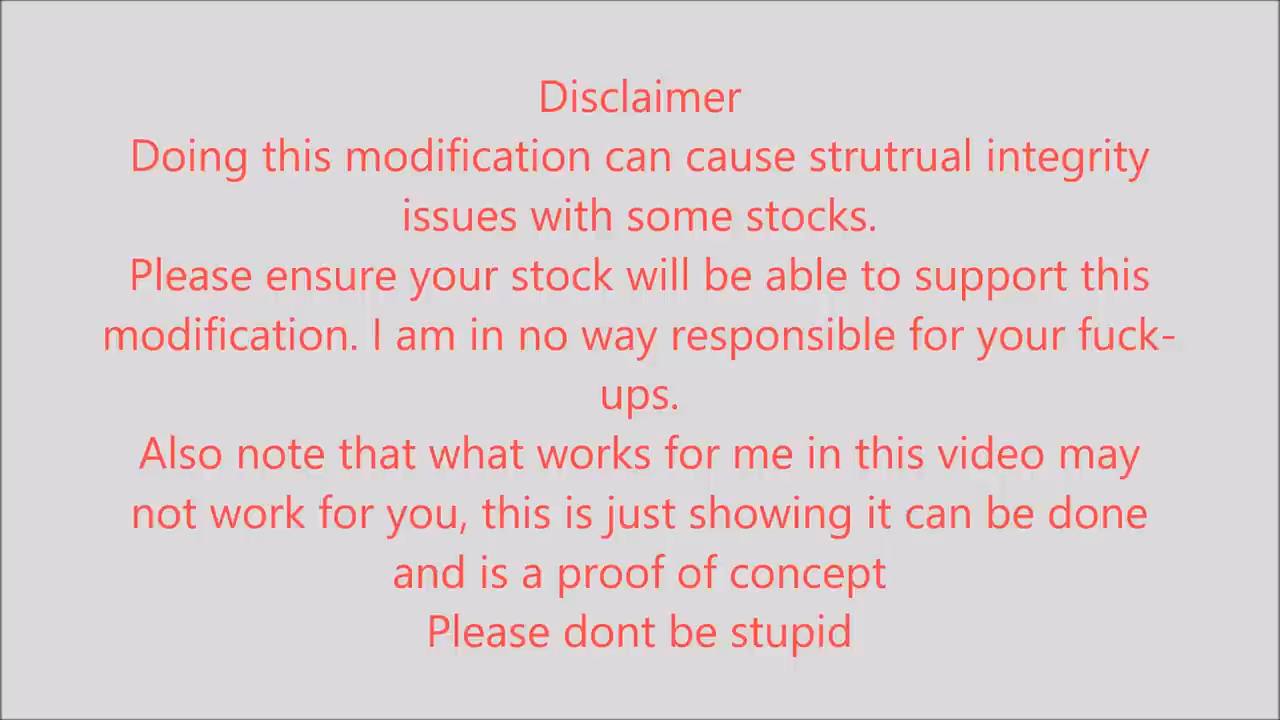 Disclaimer
Doing this modification can cause strutrual integrity
issues with some stocks.
Please ensure your stock will be able to support this
modification. I am in no way responsible for your fuck-
ups.
Also note that what works for me in this video may
not work for you, this is just showing it can be done
and is a proof of concept
Please dont be stupid